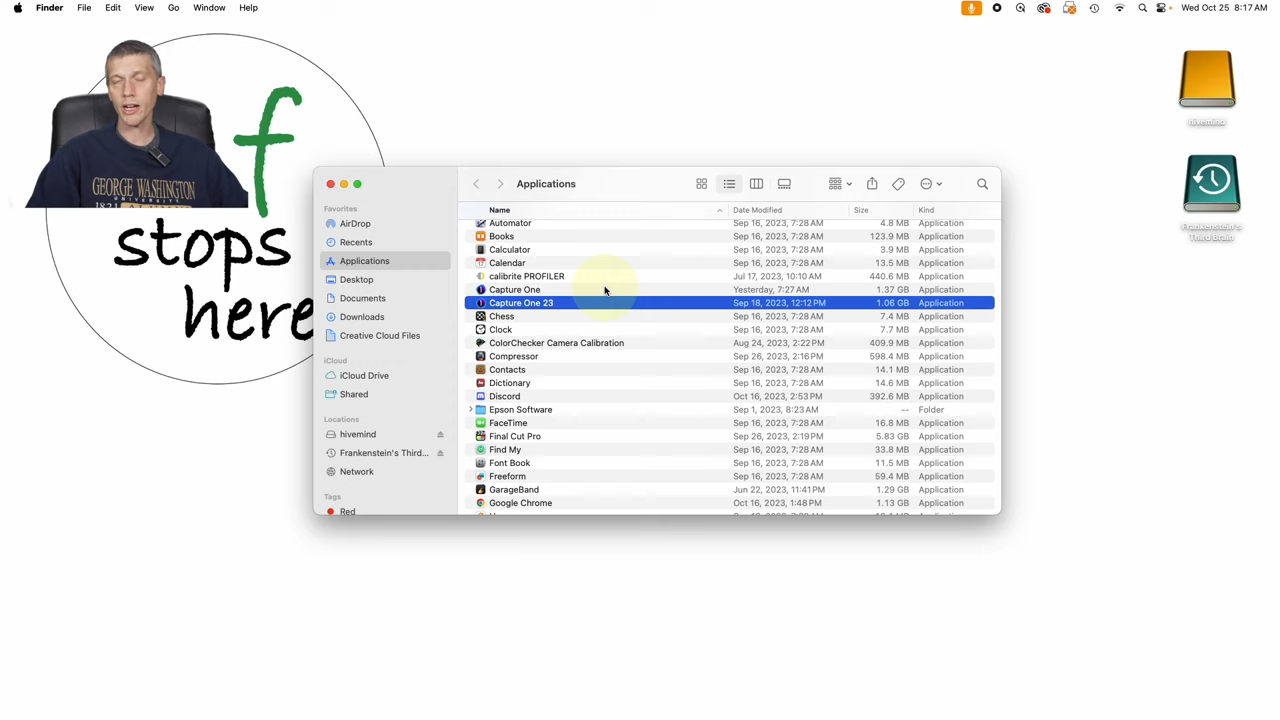 Finder File Edit View Go Window Help
Wed Oct 25 8:17 AM
f
stops
here
GEORGE WASHINGTON
UNIVERSITY
hivemind
Frankenstein's
Third Brain
Applications
Favorites
AirDrop
Recents
Applications
Desktop
Documents
Downloads
Creative Cloud Files
iCloud
iCloud Drive
Shared
Locations
hivemind
Frankenstein's Third...
Network
Tags
Red
Name Date Modified Size Kind
Automator Sep 16, 2023, 7:28 AM 4.8 MB Application
Books Sep 16, 2023, 7:28 AM 123.9 MB Application
Calculator Sep 16, 2023, 7:28 AM 3.9 MB Application
Calendar Sep 16, 2023, 7:28 AM 13.5 MB Application
calibrite PROFILER Jul 17, 2023, 10:10 AM 440.6 MB Application
Capture One Yesterday, 7:27 AM 1.37 GB Application
Capture One 23 Sep 18, 2023, 12:12 PM 1.06 GB Application
Chess Sep 16, 2023, 7:28 AM 7.4 MB Application
Clock Sep 16, 2023, 7:28 AM 7.7 MB Application
ColorChecker Camera Calibration Aug 24, 2023, 2:22 PM 409.9 MB Application
Compressor Sep 26, 2023, 2:16 PM 598.4 MB Application
Contacts Sep 16, 2023, 7:28 AM 14.1 MB Application
Dictionary Sep 16, 2023, 7:28 AM 14.6 MB Application
Discord Oct 16, 2023, 2:53 PM 392.6 MB Application
Epson Software Sep 1, 2023, 8:23 AM -- Folder
FaceTime Sep 16, 2023, 7:28 AM 16.8 MB Application
Final Cut Pro Sep 26, 2023, 2:19 PM 5.83 GB Application
Find My Sep 16, 2023, 7:28 AM 33.8 MB Application
Font Book Sep 16, 2023, 7:28 AM 11.5 MB Application
Freeform Sep 16, 2023, 7:28 AM 59.4 MB Application
GarageBand Jun 22, 2023, 11:41 PM 1.29 GB Application
Google Chrome Oct 16, 2023, 1:48 PM 1.13 GB Application